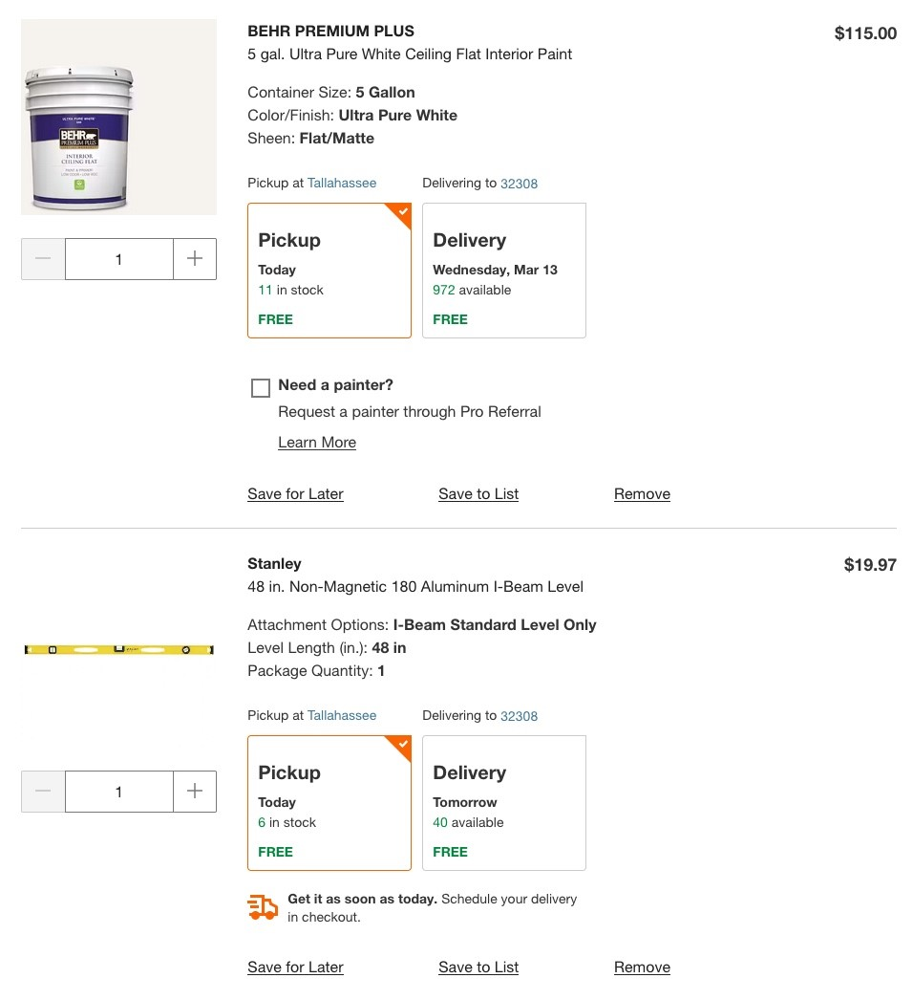 BEHR PREMIUM PLUS
$115.00
5 gal. Ultra Pure White Ceiling Flat Interior Paint
Container Size: 5 Gallon
Color/Finish: Ultra Pure White
Sheen: Flat/Matte
ULTRA PURE WHITE
BEHR
PREMIUM PLUS
INTERIOR
CEILING FLAT
1
Pickup at Tallahassee
Delivering to 32308
Pickup
Today
11 in stock
FREE
Delivery
Wednesday, Mar 13
972 available
FREE
Need a painter?
Request a painter through Pro Referral
Learn More
Save for Later
Save to List
Remove
Stanley
$19.97
48 in. Non-Magnetic 180 Aluminum I-Beam Level
Attachment Options: I-Beam Standard Level Only
Level Length (in.): 48 in
Package Quantity: 1
1
Pickup at Tallahassee
Delivering to 32308
Pickup
Today
6 in stock
FREE
Delivery
Tomorrow
40 available
FREE
Get it as soon as today. Schedule your delivery
in checkout.
Save for Later
Save to List
Remove